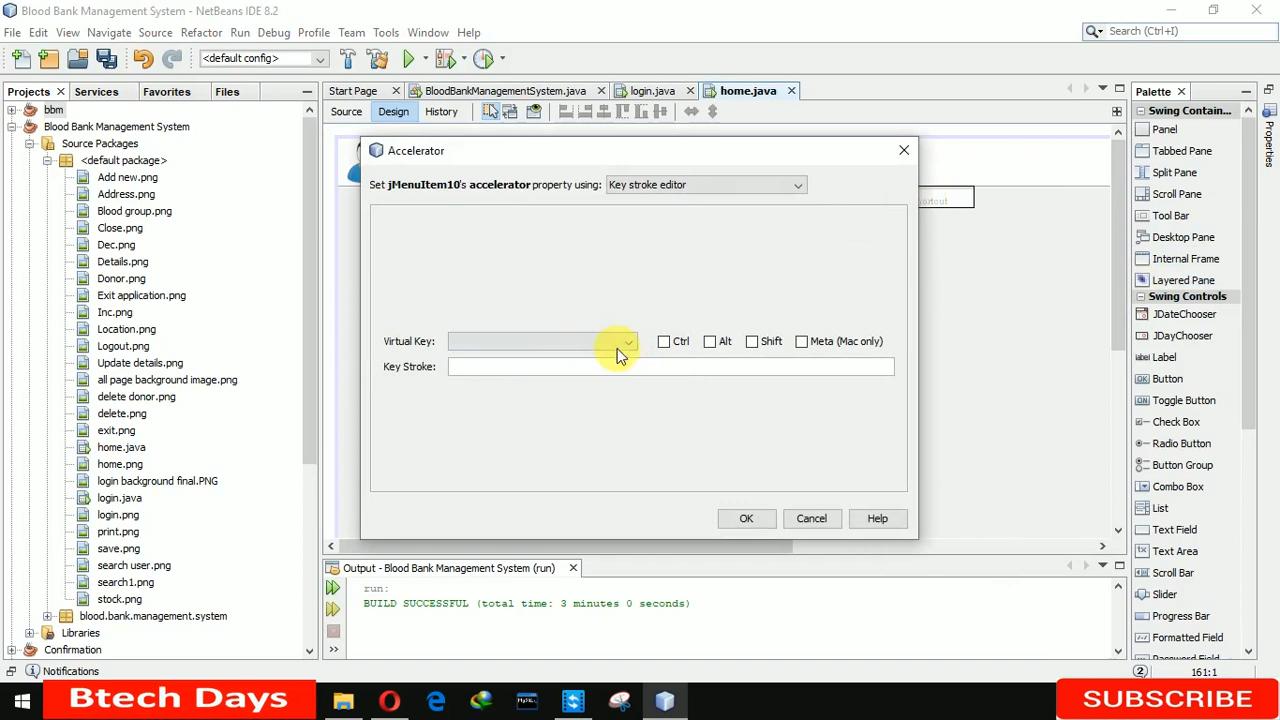 Blood Bank Management System - NetBeans IDE 8.2
File Edit View Navigate Source Refactor Run Debug Profile Team Tools Window Help
Search (Ctrl+I)
<default config>
Projects Services Favorites Files
Start Page BloodBankManagementSystem.java login.java home.java
Palette
Source Design History
bbm
Blood Bank Management System
Source Packages
<default package>
Add new.png
Address.png
Blood group.png
Close.png
Dec.png
Details.png
Donor.png
Exit application.png
Inc.png
Location.png
Logout.png
Update details.png
all page background image.png
delete donor.png
delete.png
exit.png
home.java
home.png
login background final.PNG
login.java
login.png
print.png
save.png
search user.png
search1.png
stock.png
blood.bank.management.system
Libraries
Confirmation
Accelerator
Set jMenuItem10's accelerator property using: Key stroke editor
Virtual Key: Ctrl Alt Shift Meta (Mac only)
Key Stroke:
OK Cancel Help
Output - Blood Bank Management System (run)
run:
BUILD SUCCESSFUL (total time: 3 minutes 0 seconds)
Swing Contain...
Panel
Tabbed Pane
Split Pane
Scroll Pane
Tool Bar
Desktop Pane
Internal Frame
Layered Pane
Swing Controls
JDateChooser
JDayChooser
Label
Button
Toggle Button
Check Box
Radio Button
Button Group
Combo Box
List
Text Field
Text Area
Scroll Bar
Slider
Progress Bar
Formatted Field
Password Field
Properties
Notifications
2
161:1
Btech Days
SUBSCRIBE